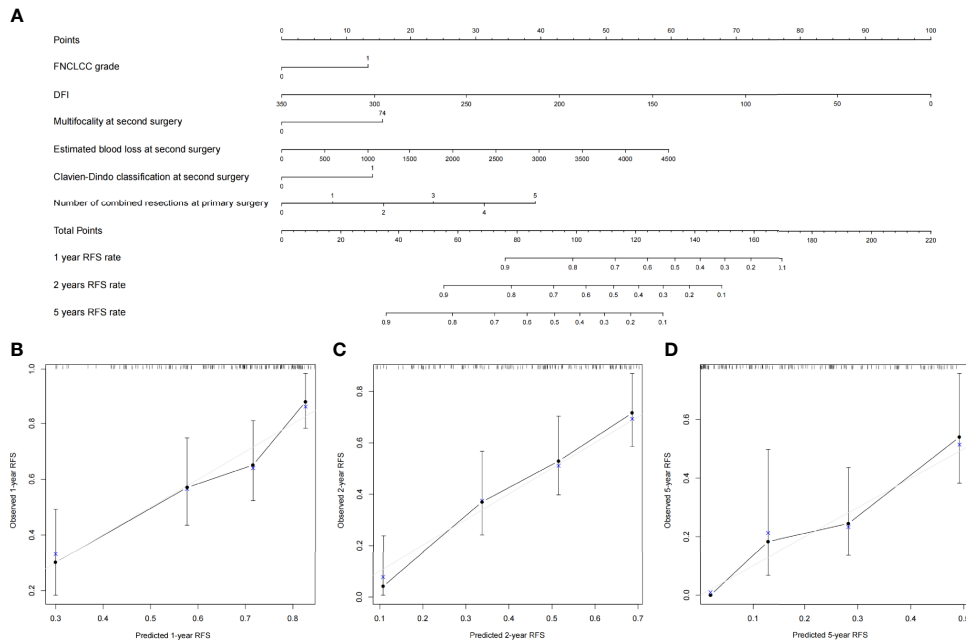 A
Points
0 10 20 30 40 50 60 70 80 90 100
FNCLCC grade
1
0
DFI
350 300 250 200 150 100 50 0
Multifocality at second surgery
74
0
Estimated blood loss at second surgery
0 500 1000 1500 2000 2500 3000 3500 4000 4500
Clavien-Dindo classification at second surgery
1
0
1 3 5
Number of combined resections at primary surgery
0 2 4
Total Points
0 20 40 60 80 100 120 140 160 180 200 220
1 year RFS rate
0.9 0.8 0.7 0.6 0.5 0.4 0.3 0.2 0.1
2 years RFS rate
0.9 0.8 0.7 0.6 0.5 0.4 0.3 0.2 0.1
5 years RFS rate
0.9 0.8 0.7 0.6 0.5 0.4 0.3 0.2 0.1
B
Observed 1-year RFS
1.0
0.8
0.6
0.4
0.2
0.3 0.4 0.5 0.6 0.7 0.8
Predicted 1-year RFS
C
Observed 2-year RFS
0.8
0.6
0.4
0.2
0.0
0.1 0.2 0.3 0.4 0.5 0.6 0.7
Predicted 2-year RFS
D
Observed 5-year RFS
0.6
0.4
0.2
0.0
0.1 0.2 0.3 0.4
Predicted 5-year RFS